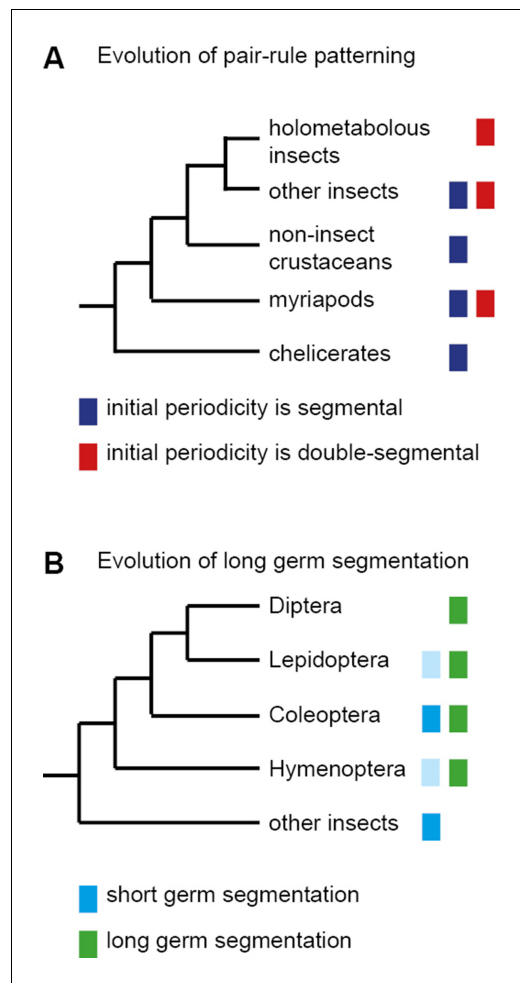 A Evolution of pair-rule patterning
holometabolous
insects
other insects
non-insect
crustaceans
myriapods
chelicerates
initial periodicity is segmental
initial periodicity is double-segmental
B Evolution of long germ segmentation
Diptera
Lepidoptera
Coleoptera
Hymenoptera
other insects
short germ segmentation
long germ segmentation